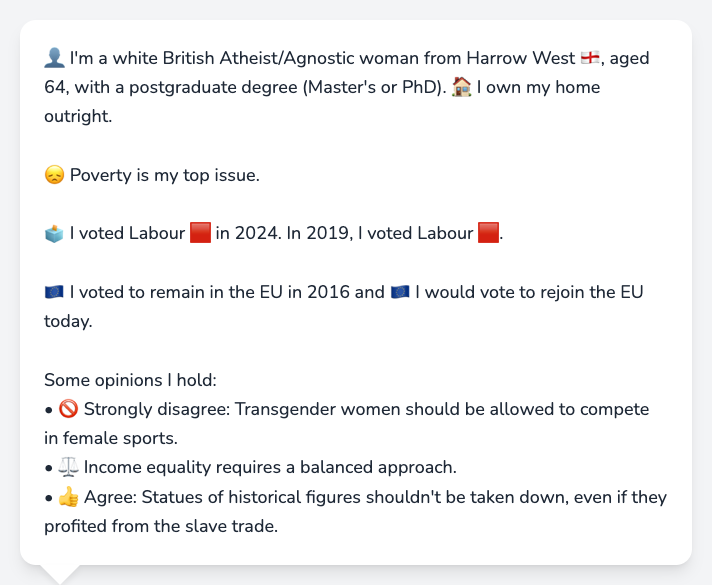 👤 I'm a white British Atheist/Agnostic woman from Harrow West 🏴󠁧󠁢󠁥󠁮󠁧󠁿, aged
64, with a postgraduate degree (Master's or PhD). 🏠 I own my home
outright.
😞 Poverty is my top issue.
🗳️ I voted Labour 🟥 in 2024. In 2019, I voted Labour 🟥.
🇪🇺 I voted to remain in the EU in 2016 and 🇪🇺 I would vote to rejoin the EU
today.
Some opinions I hold:
• 🚫 Strongly disagree: Transgender women should be allowed to compete
in female sports.
• ⚖️ Income equality requires a balanced approach.
• 👍 Agree: Statues of historical figures shouldn't be taken down, even if they
profited from the slave trade.